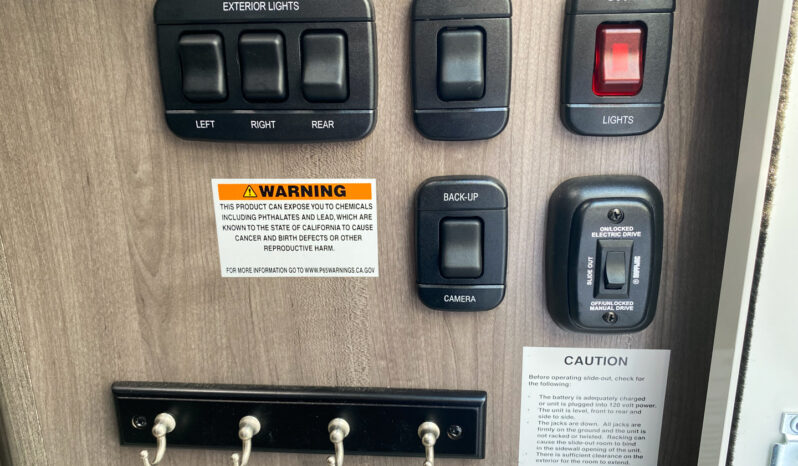 EXTERIOR LIGHTS
LEFT RIGHT REAR
LIGHTS
WARNING
THIS PRODUCT CAN EXPOSE YOU TO CHEMICALS
INCLUDING PHTHALATES AND LEAD, WHICH ARE
KNOWN TO THE STATE OF CALIFORNIA TO CAUSE
CANCER AND BIRTH DEFECTS OR OTHER
REPRODUCTIVE HARM.
FOR MORE INFORMATION GO TO WWW.P65WARNINGS.CA.GOV
BACK-UP
CAMERA
ON/LOCKED
ELECTRIC DRIVE
SLIDE OUT
OFF/UNLOCKED
MANUAL DRIVE
CAUTION
Before operating slide-out, check for
the following:
- The battery is adequately charged
or unit is plugged into 120 volt power.
- The unit is level, front to rear and
side to side.
- The jacks are down. All jacks are
firmly on the ground and the unit is
not racked or twisted. Racking can
cause the slide-out room to bind
in the sidewall opening of the unit.
- There is sufficient clearance on the
exterior for the room to extend